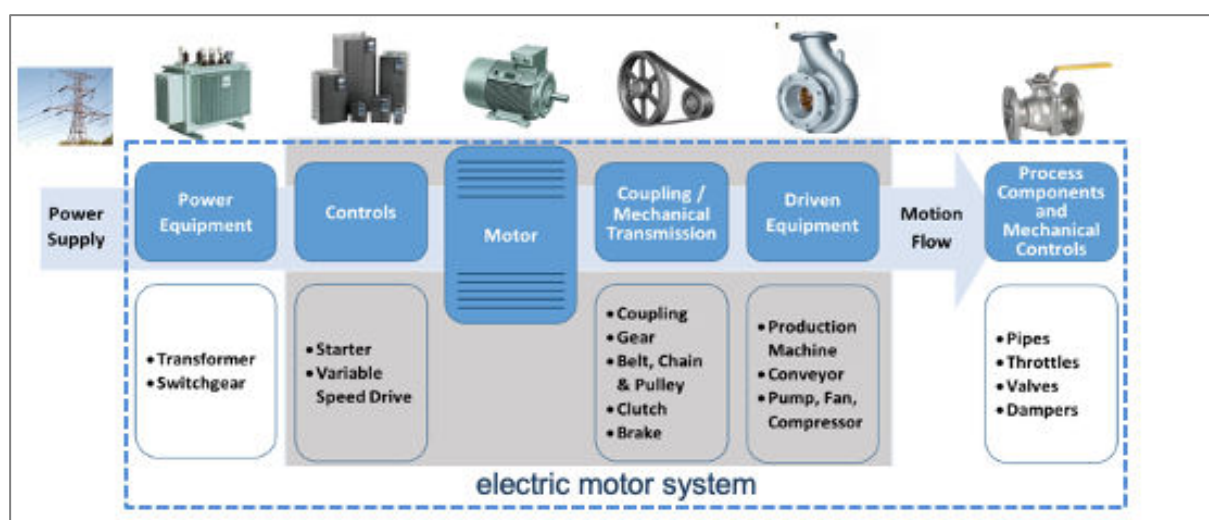 Power
Supply
Power
Equipment
Controls
Motor
Coupling /
Mechanical
Transmission
Driven
Equipment
Motion
Flow
Process
Components
and
Mechanical
Controls
• Transformer
• Switchgear
• Starter
• Variable
Speed Drive
• Coupling
• Gear
• Belt, Chain
& Pulley
• Clutch
• Brake
• Production
Machine
• Conveyor
• Pump, Fan,
Compressor
• Pipes
• Throttles
• Valves
• Dampers
electric motor system